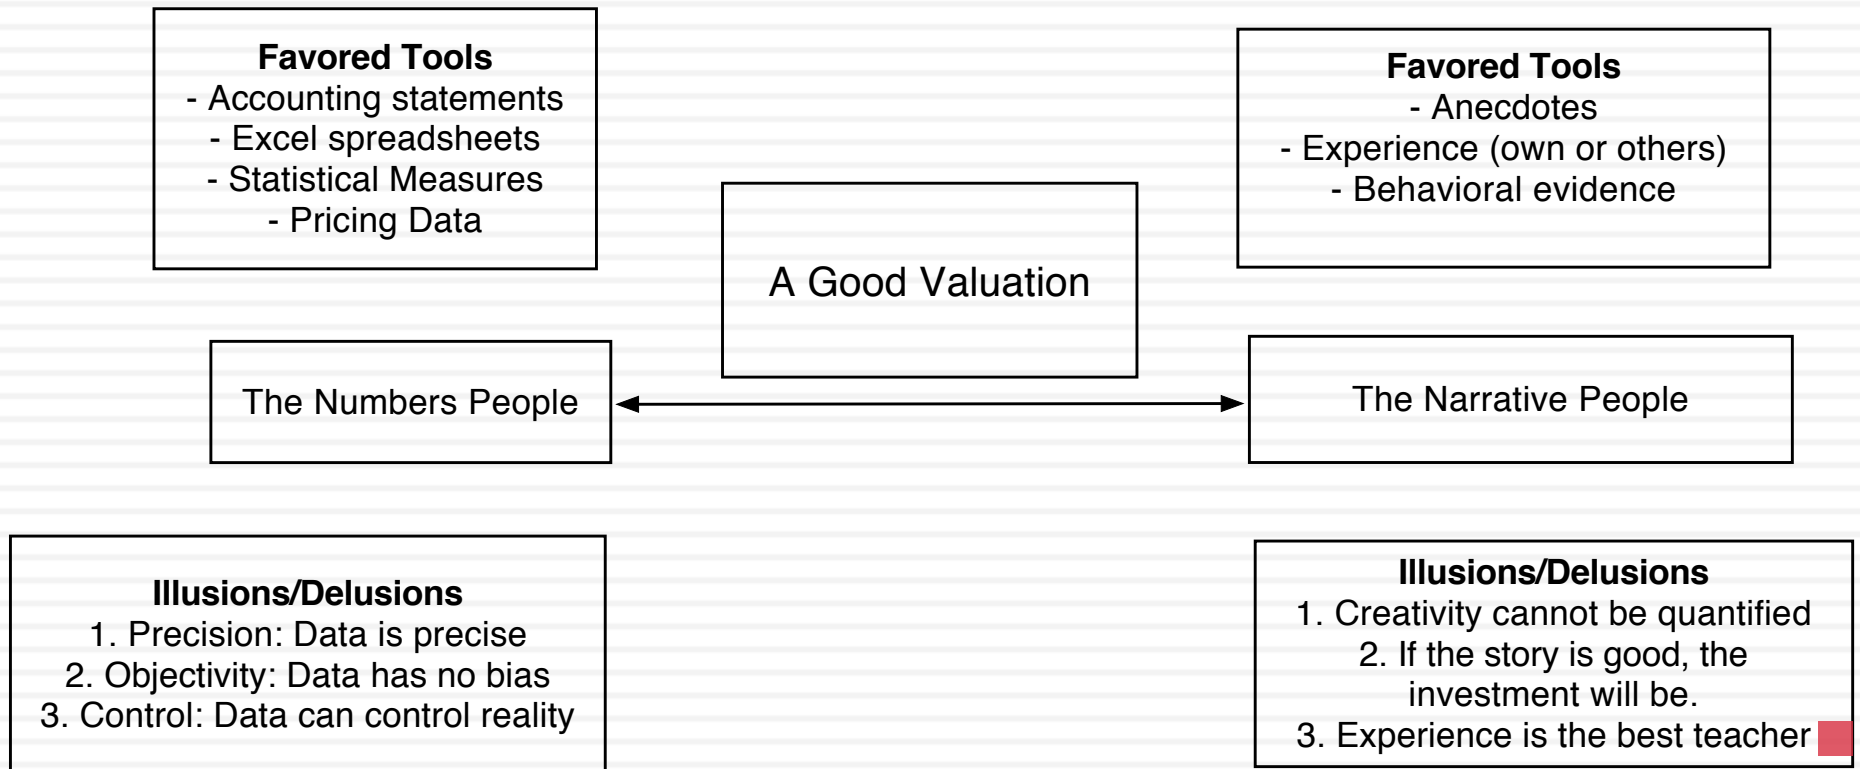 Favored Tools
- Accounting statements
- Excel spreadsheets
- Statistical Measures
- Pricing Data
Favored Tools
- Anecdotes
- Experience (own or others)
- Behavioral evidence
A Good Valuation
The Numbers People
The Narrative People
Illusions/Delusions
1. Precision: Data is precise
2. Objectivity: Data has no bias
3. Control: Data can control reality
Illusions/Delusions
1. Creativity cannot be quantified
2. If the story is good, the
investment will be.
3. Experience is the best teacher